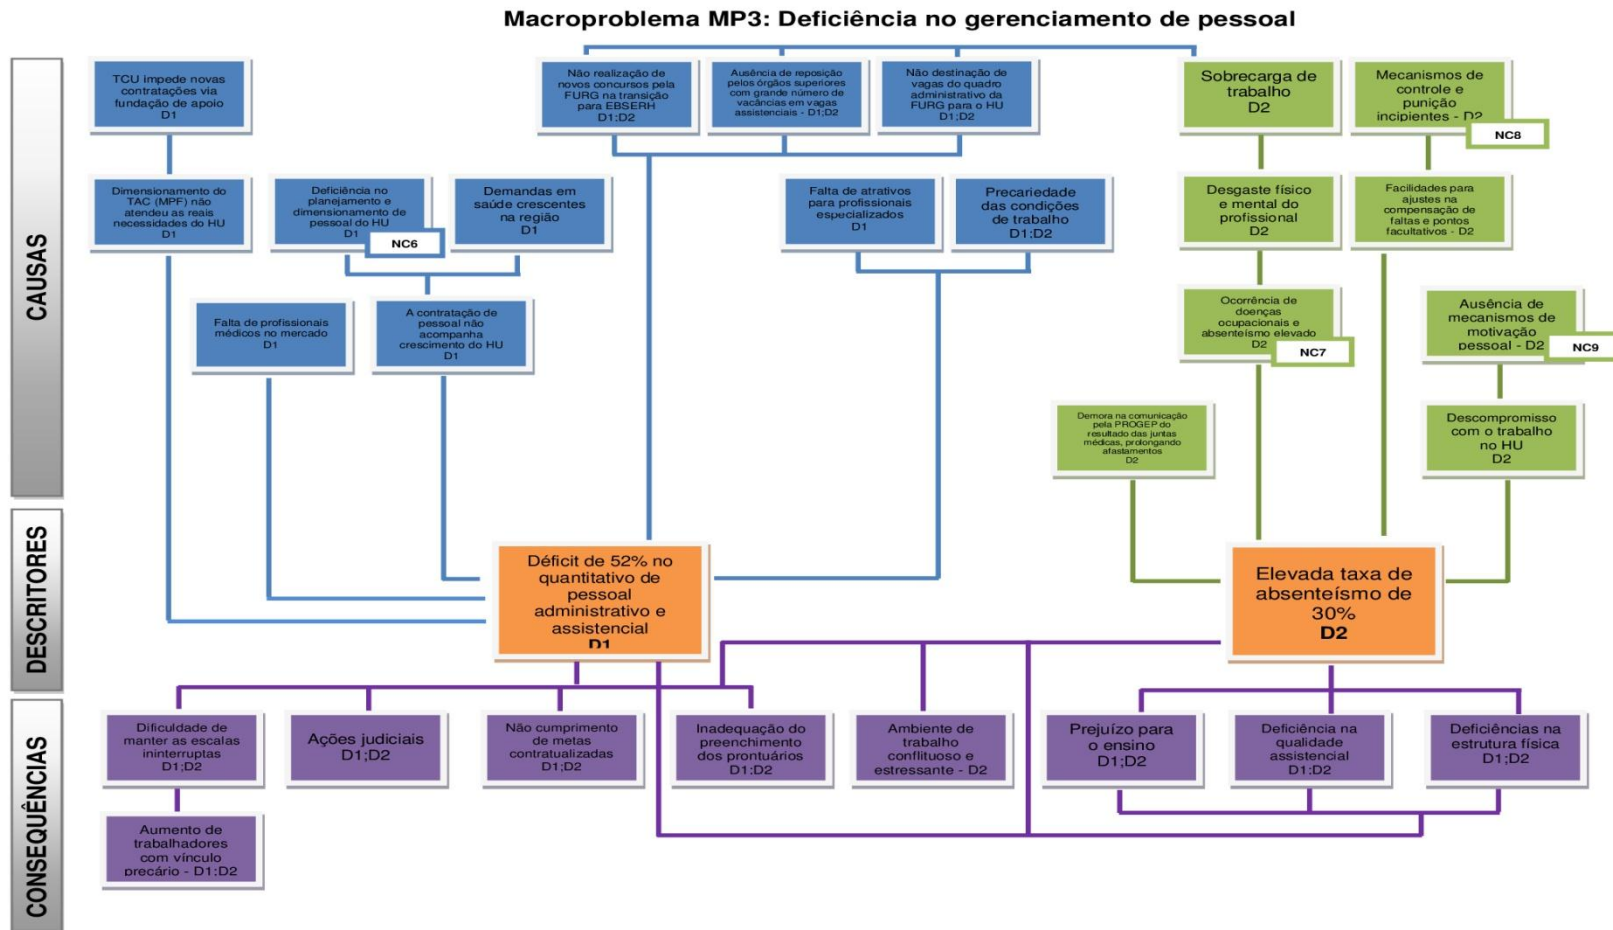 Macroproblema MP3: Deficiência no gerenciamento de pessoal
CAUSAS
TCU impede novas
contratações via
fundação de apoio
D1
Não realização de
novos concursos pela
FURG na transição
para EBSERH
D1;D2
Ausência de reposição
pelos órgãos superiores
com grande número de
vacâncias em vagas
assistenciais - D1;D2
Não destinação de
vagas do quadro
administrativo da
FURG para o HU
D1;D2
Sobrecarga de
trabalho
D2
Mecanismos de
controle e
punição
incipientes - D2
NC8
Dimensionamento do
TAC (MPF) não
atendeu as reais
necessidades do HU
D1
Deficiência no
planejamento e
dimensionamento de
pessoal do HU
D1
NC6
Demandas em
saúde crescentes
na região
D1
Falta de atrativos
para profissionais
especializados
D1
Precariedade
das condições
de trabalho
D1;D2
Desgaste físico
e mental do
profissional
D2
Facilidades para
ajustes na
compensação de
faltas e pontos
facultativos - D2
Falta de profissionais
médicos no mercado
D1
A contratação de
pessoal não
acompanha
crescimento do HU
D1
Ocorrência de
doenças
ocupacionais e
absenteísmo elevado
D2
NC7
Ausência de
mecanismos de
motivação
pessoal - D2
NC9
Demora na comunicação
pela PROGEP do
resultado das juntas
médicas, prolongando
afastamentos
D2
Descompromisso
com o trabalho
no HU
D2
DESCRITORES
Déficit de 52% no
quantitativo de
pessoal
administrativo e
assistencial
D1
Elevada taxa de
absenteísmo de
30%
D2
CONSEQUÊNCIAS
Dificuldade de
manter as escalas
ininterruptas
D1;D2
Ações judiciais
D1;D2
Não cumprimento
de metas
contratualizadas
D1;D2
Inadequação do
preenchimento
dos prontuários
D1;D2
Ambiente de
trabalho
conflituoso e
estressante - D2
Prejuízo para
o ensino
D1;D2
Deficiência na
qualidade
assistencial
D1;D2
Deficiências na
estrutura física
D1;D2
Aumento de
trabalhadores
com vínculo
precário - D1;D2